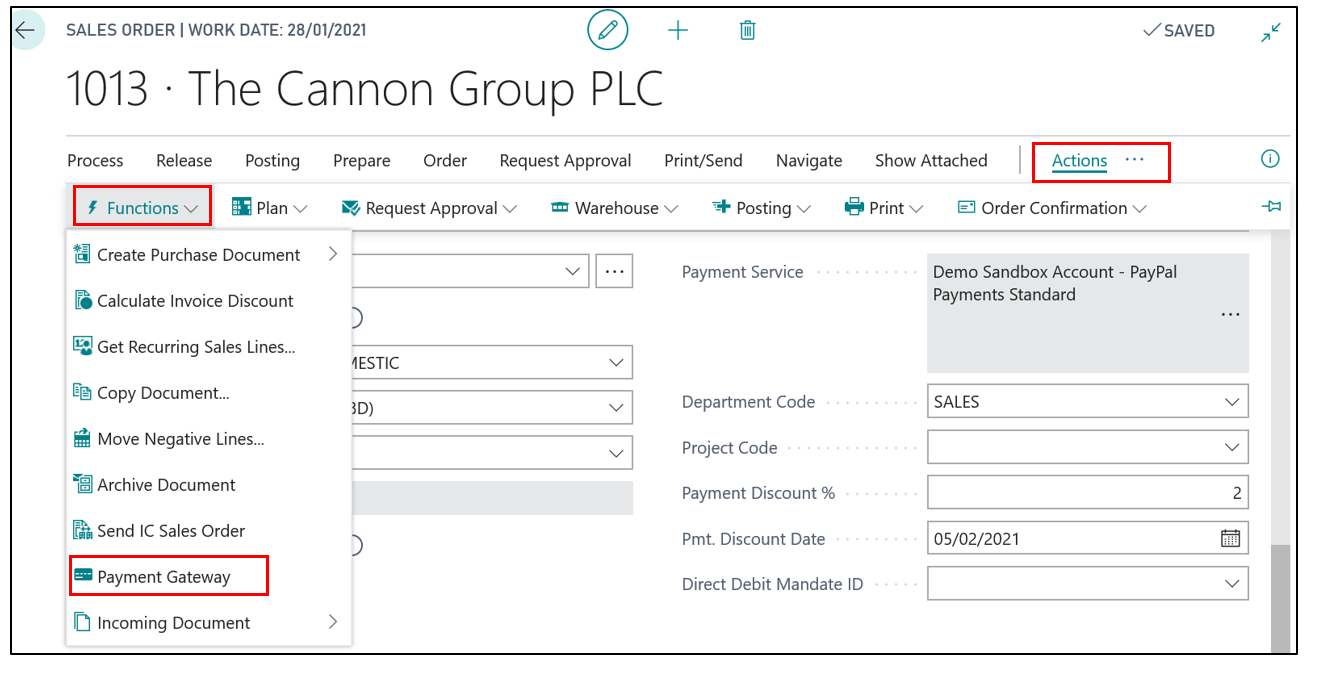 SALES ORDER | WORK DATE: 28/01/2021
SAVED
1013 · The Cannon Group PLC
Process Release Posting Prepare Order Request Approval Print/Send Navigate Show Attached Actions ...
Functions Plan Request Approval Warehouse Posting Print Order Confirmation
Create Purchase Document
Calculate Invoice Discount
Get Recurring Sales Lines...
Copy Document...
Move Negative Lines...
Archive Document
Send IC Sales Order
Payment Gateway
Incoming Document
...
MESTIC
BD)
Payment Service
Demo Sandbox Account - PayPal
Payments Standard
...
Department Code SALES
Project Code
Payment Discount % 2
Pmt. Discount Date 05/02/2021
Direct Debit Mandate ID